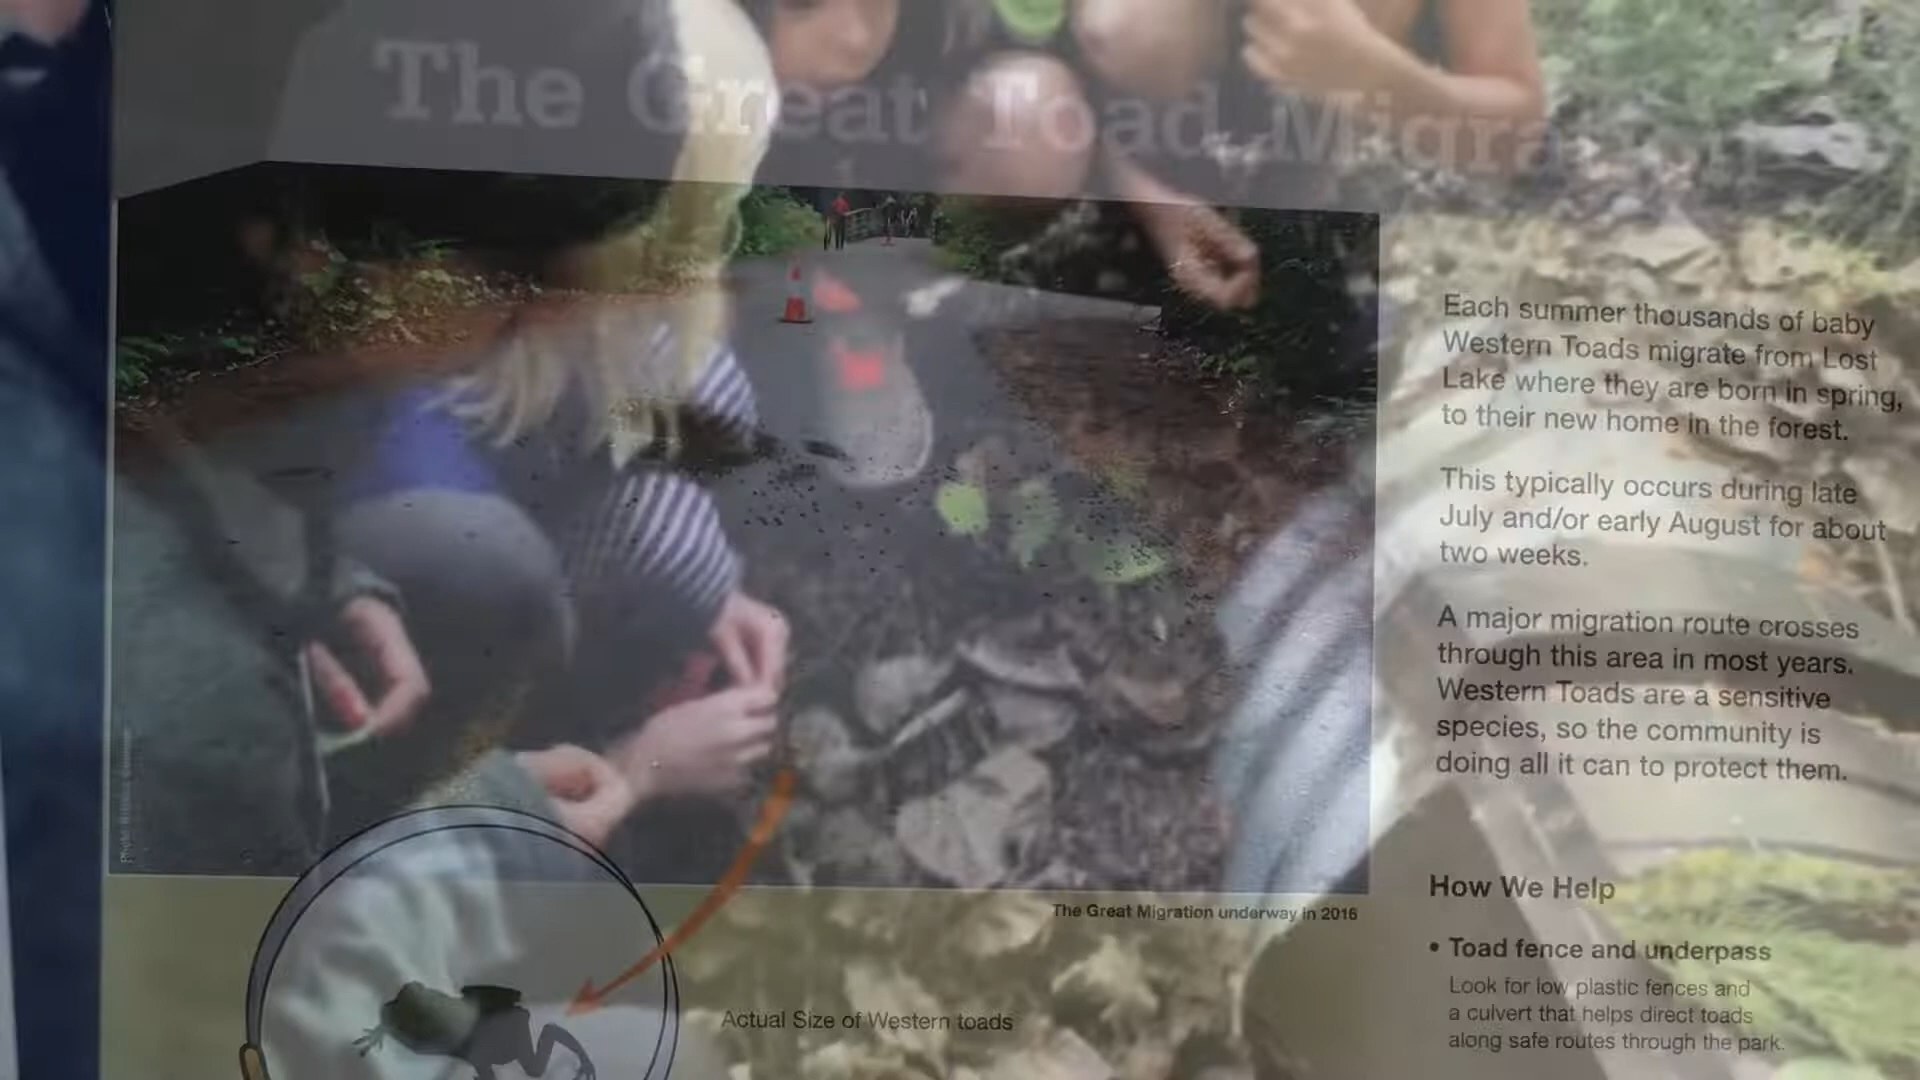 The Great Toad Migra
Each summer thousands of baby
Western Toads migrate from Lost
Lake where they are born in spring,
to their new home in the forest.
This typically occurs during late
July and/or early August for about
two weeks.
A major migration route crosses
through this area in most years.
Western Toads are a sensitive
species, so the community is
doing all it can to protect them.
The Great Migration underway in 2016
How We Help
• Toad fence and underpass
Look for low plastic fences and
a culvert that helps direct toads
along safe routes through the park.
Actual Size of Western toads